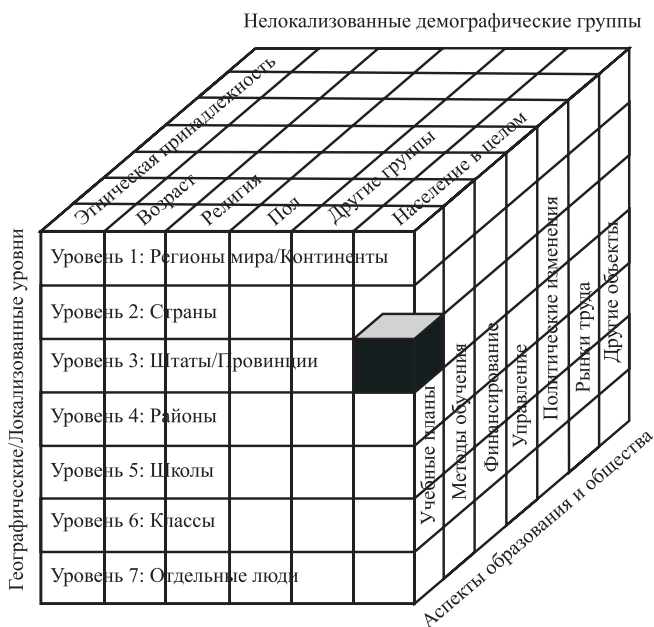 Нелокализованные демографические группы
Этническая принадлежность
Возраст
Религия
Пол
Другие группы
Население в целом
Географические/Локализованные уровни
Уровень 1: Регионы мира/Континенты
Уровень 2: Страны
Уровень 3: Штаты/Провинции
Уровень 4: Районы
Уровень 5: Школы
Уровень 6: Классы
Уровень 7: Отдельные люди
Учебные планы
Методы обучения
Финансирование
Управление
Политические изменения
Рынки труда
Другие объекты
Аспекты образования и общества